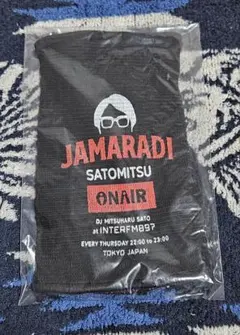 JAMARADI
SATOMITSU
ONAIR
DJ MITSUHARU SATO
at INTERFM897
EVERY THURSDAY 22:00 to 23:00
TOKYO JAPAN